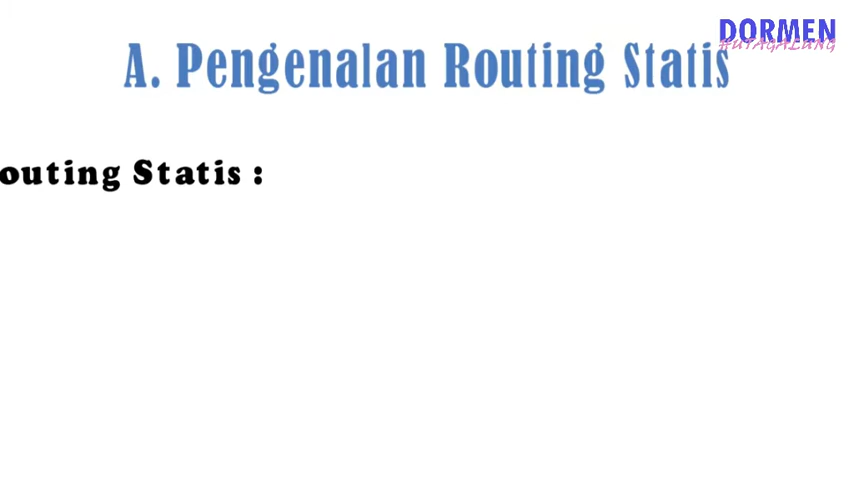 DORMEN
HUTAGALUNG
A. Pengenalan Routing Statis
outing Statis :